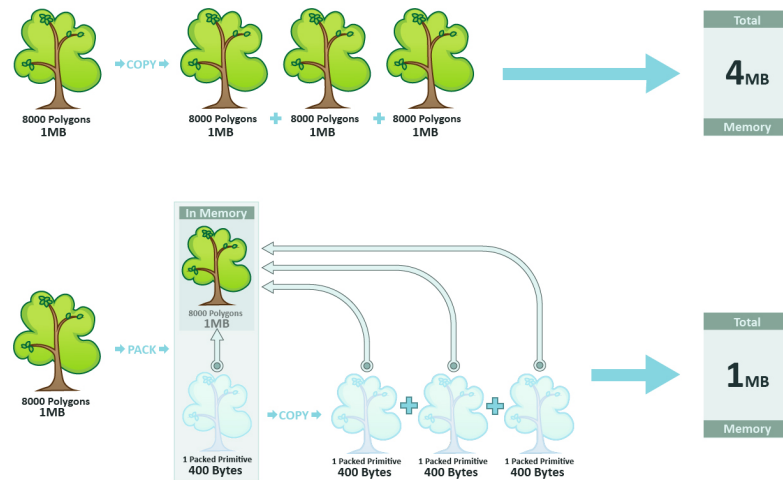 COPY
8000 Polygons
1MB
8000 Polygons
1MB
8000 Polygons
1MB
8000 Polygons
1MB
Total
4MB
Memory
In Memory
8000 Polygons
1MB
8000 Polygons
1MB
PACK
COPY
1 Packed Primitive
400 Bytes
1 Packed Primitive
400 Bytes
1 Packed Primitive
400 Bytes
1 Packed Primitive
400 Bytes
Total
1MB
Memory